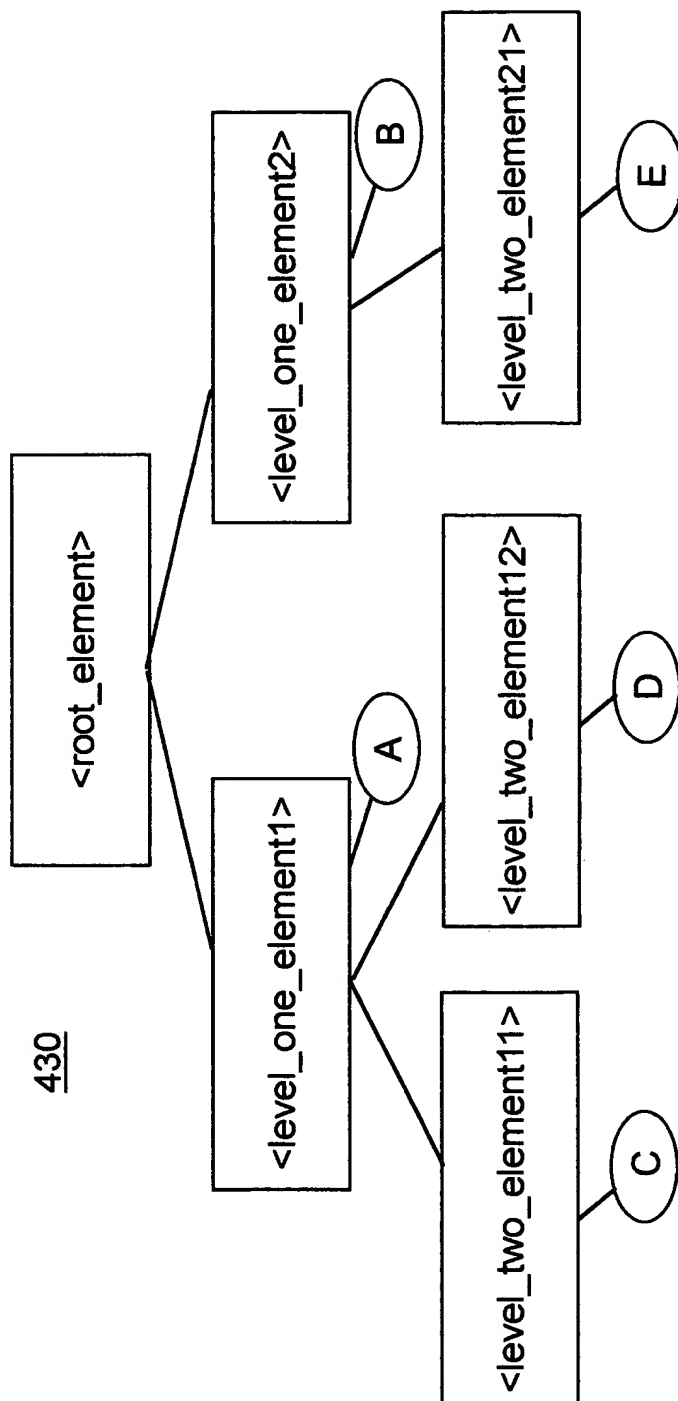 430
<root_element>
<level_one_element1>
<level_one_element2>
A
B
<level_two_element11>
<level_two_element12>
<level_two_element21>
C
D
E